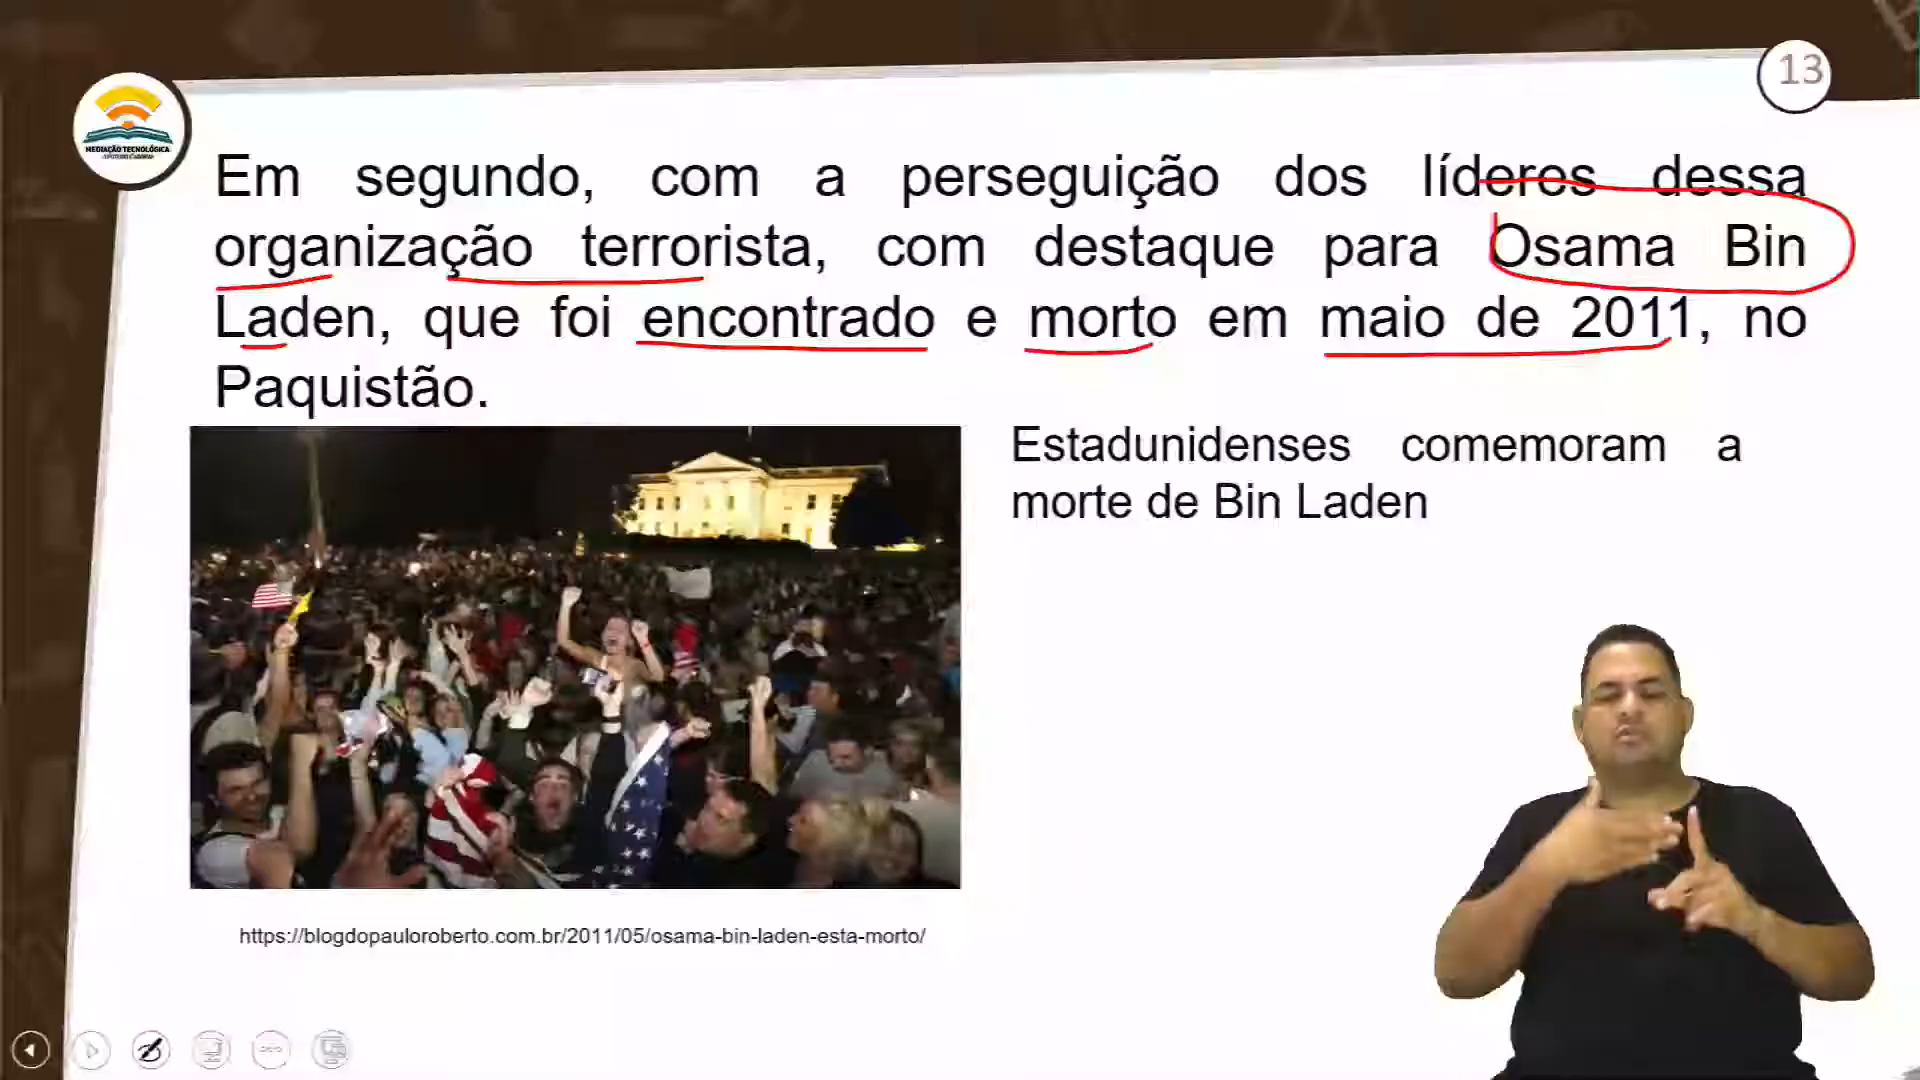 13
MEDIAÇÃO TECNOLÓGICA
Em segundo, com a perseguição dos líderes dessa
organização terrorista, com destaque para Osama Bin
Laden, que foi encontrado e morto em maio de 2011, no
Paquistão.
Estadunidenses comemoram a
morte de Bin Laden
https://blogdopauloroberto.com.br/2011/05/osama-bin-laden-esta-morto/